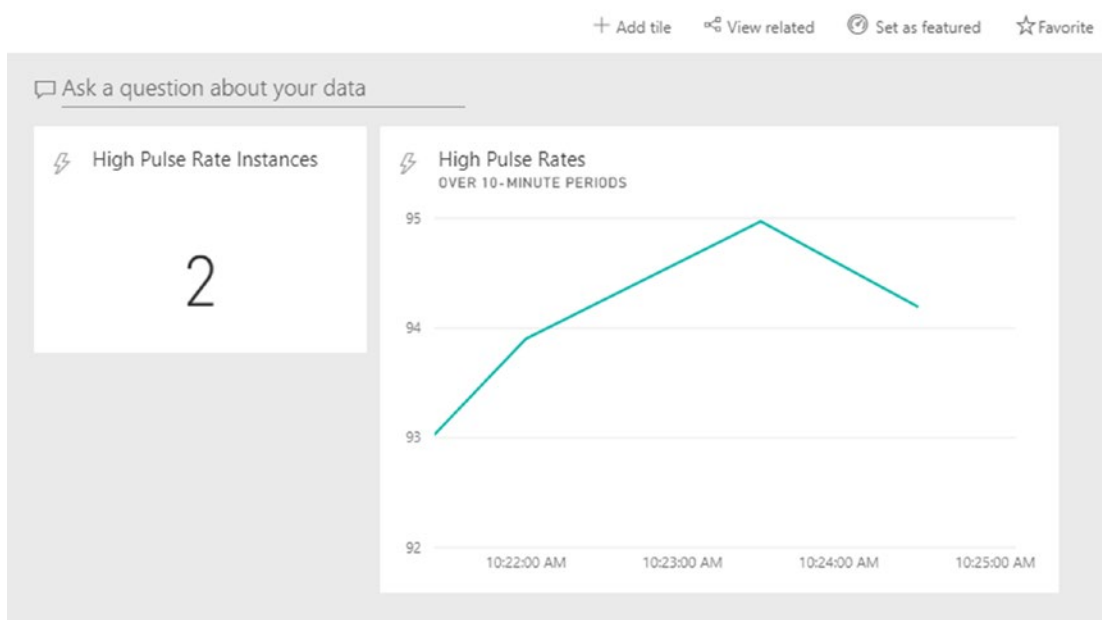 Add tile View related Set as featured Favorite
Ask a question about your data
High Pulse Rate Instances
2
High Pulse Rates
OVER 10-MINUTE PERIODS
95
94
93
92
10:22:00 AM 10:23:00 AM 10:24:00 AM 10:25:00 AM